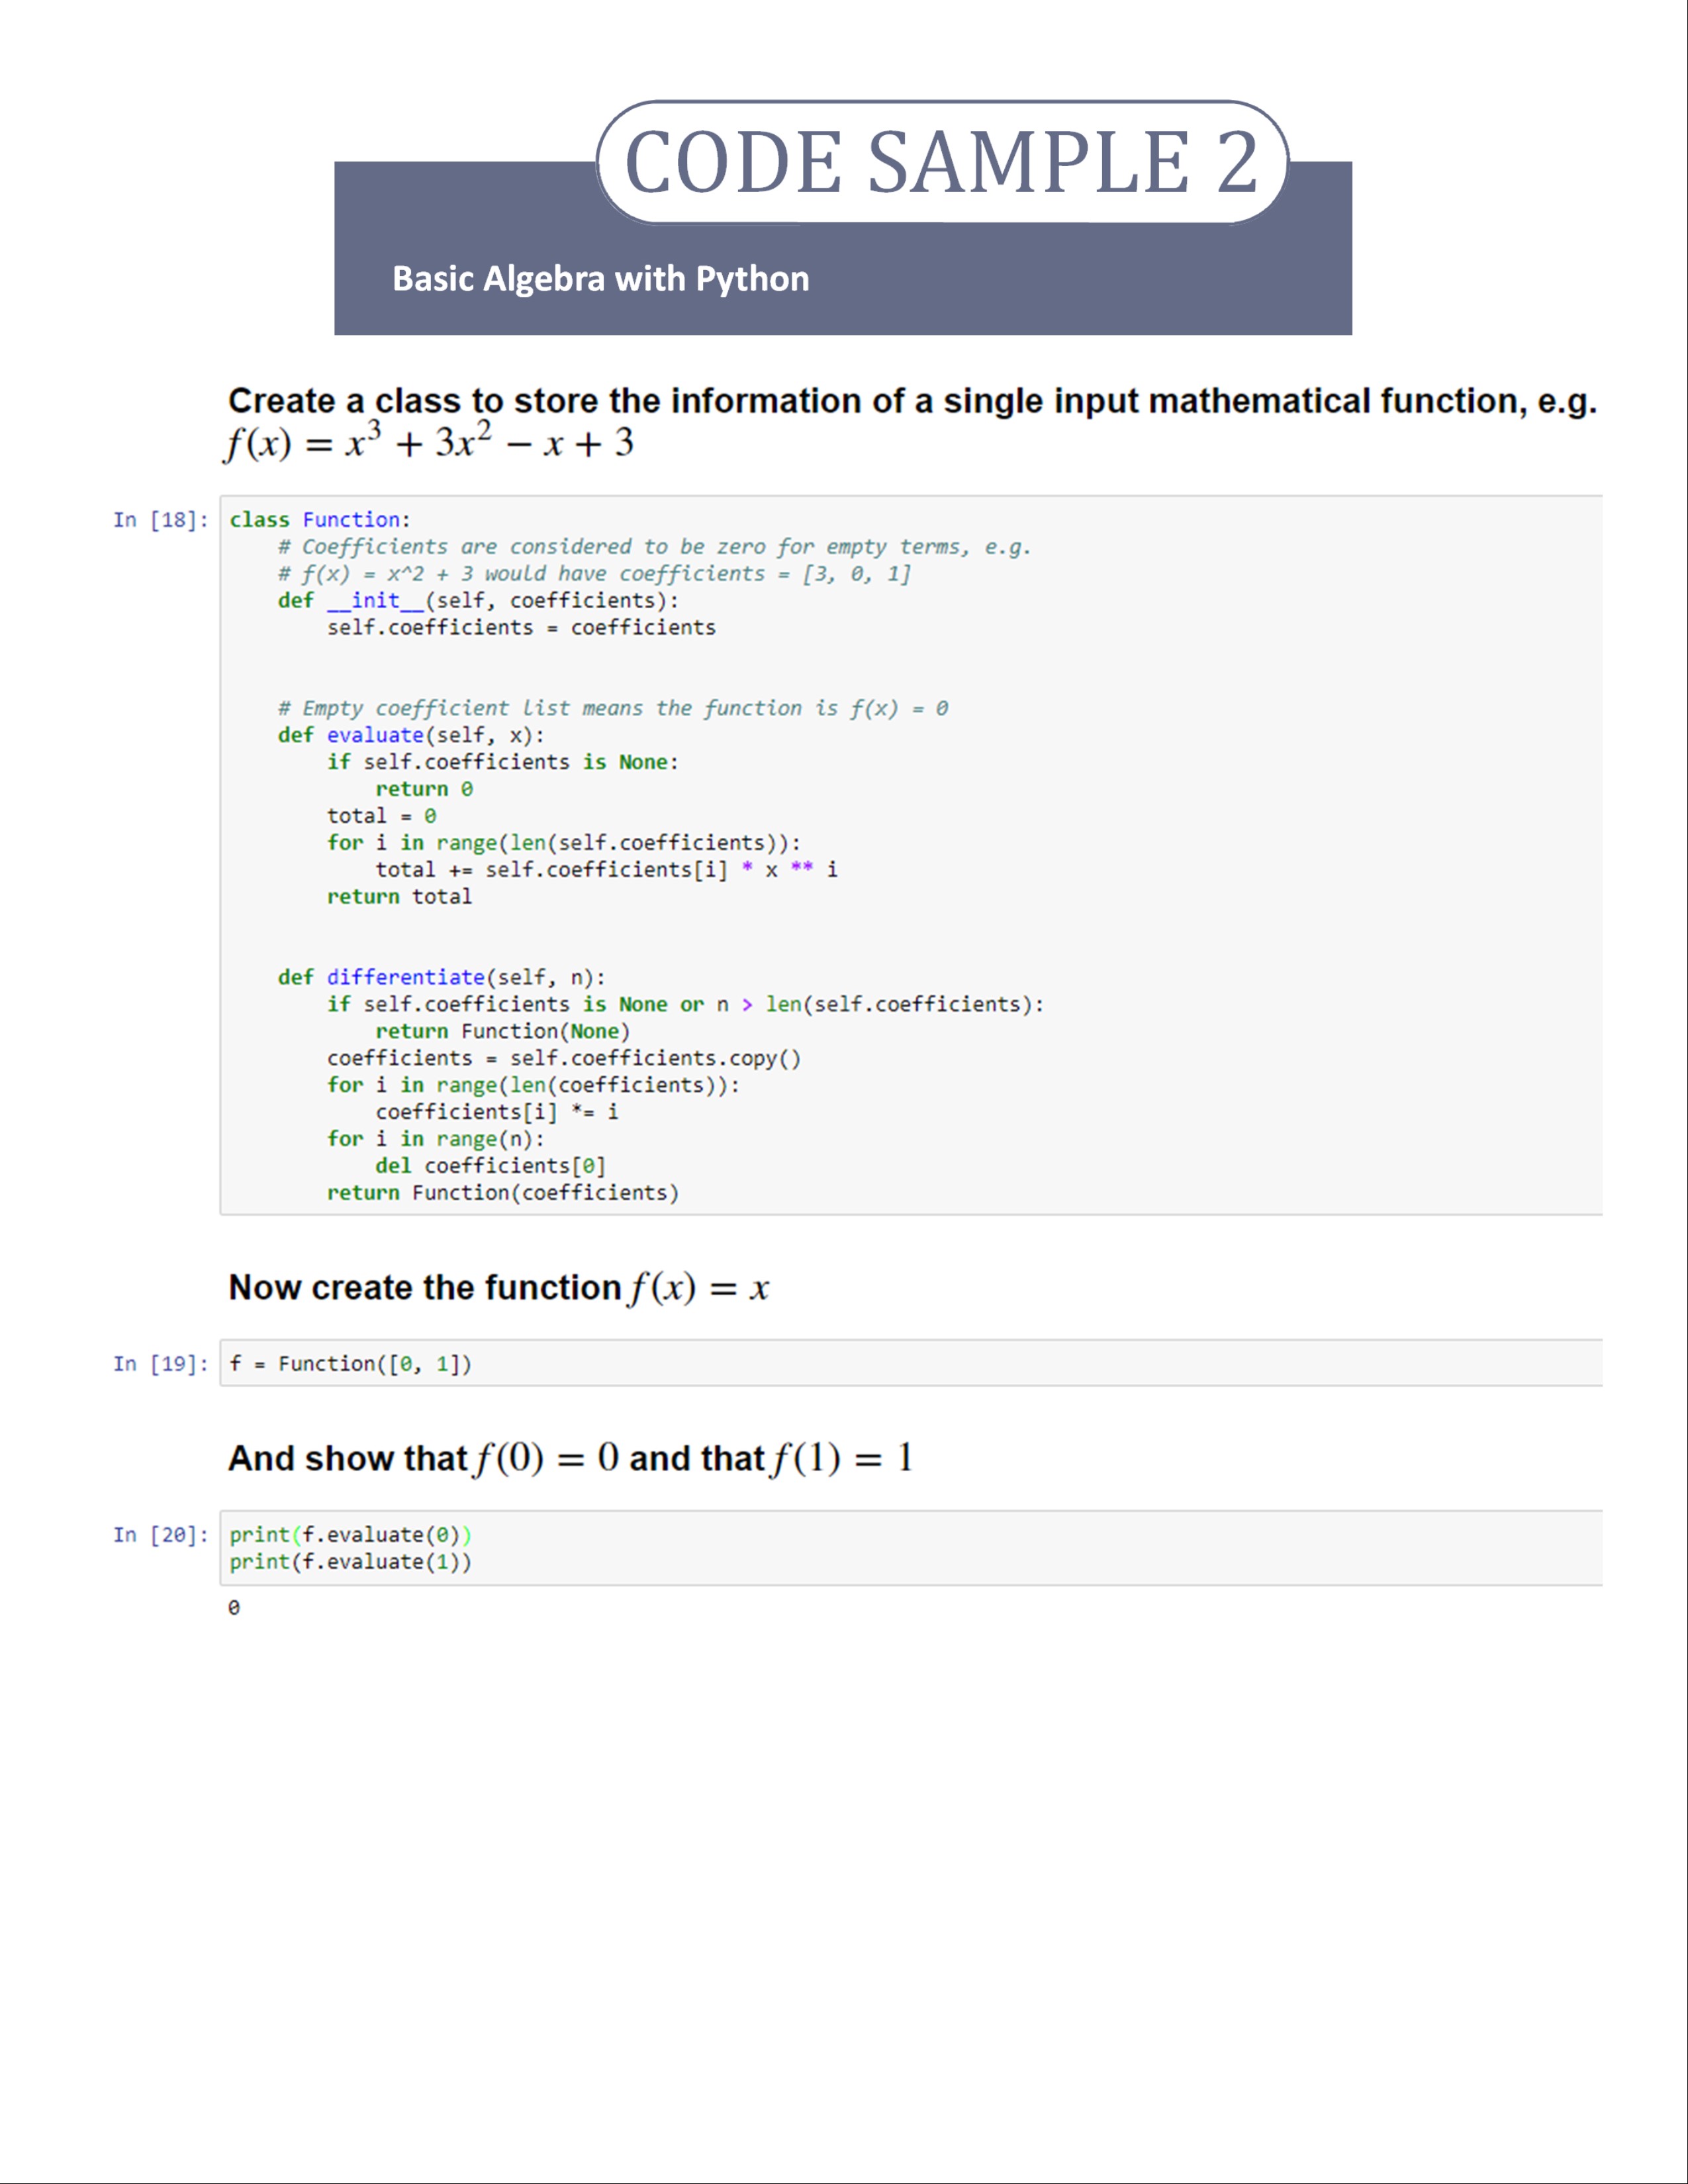 CODE SAMPLE 2
Basic Algebra with Python
Create a class to store the information of a single input mathematical function, e.g.
f(x) = x³ + 3x² − x + 3
In [18]: class Function:
    # Coefficients are considered to be zero for empty terms, e.g.
    # f(x) = x^2 + 3 would have coefficients = [3, 0, 1]
    def __init__(self, coefficients):
        self.coefficients = coefficients
    # Empty coefficient list means the function is f(x) = 0
    def evaluate(self, x):
        if self.coefficients is None:
            return 0
        total = 0
        for i in range(len(self.coefficients)):
            total += self.coefficients[i] * x ** i
        return total
    def differentiate(self, n):
        if self.coefficients is None or n > len(self.coefficients):
            return Function(None)
        coefficients = self.coefficients.copy()
        for i in range(len(coefficients)):
            coefficients[i] *= i
        for i in range(n):
            del coefficients[0]
        return Function(coefficients)
Now create the function f(x) = x
In [19]: f = Function([0, 1])
And show that f(0) = 0 and that f(1) = 1
In [20]: print(f.evaluate(0))
print(f.evaluate(1))
0